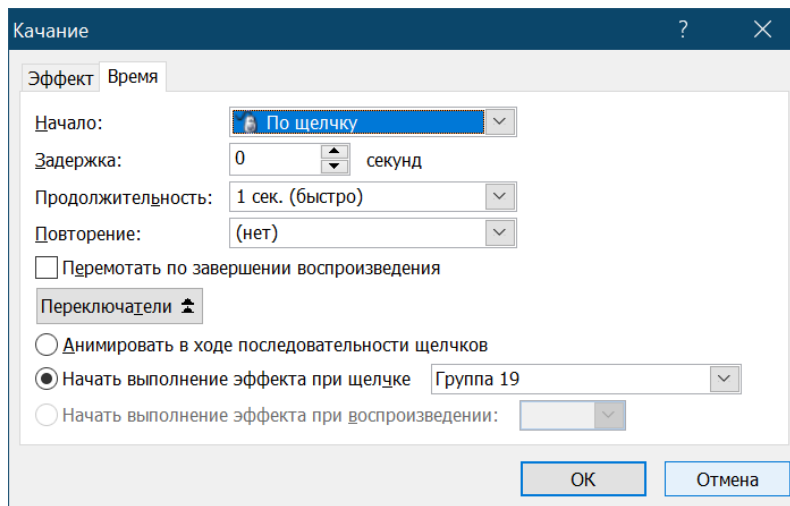 Качание ?
Эффект Время
Начало: По щелчку
Задержка: 0 секунд
Продолжительность: 1 сек. (быстро)
Повторение: (нет)
Перемотать по завершении воспроизведения
Переключатели
Анимировать в ходе последовательности щелчков
Начать выполнение эффекта при щелчке Группа 19
Начать выполнение эффекта при воспроизведении:
ОК Отмена